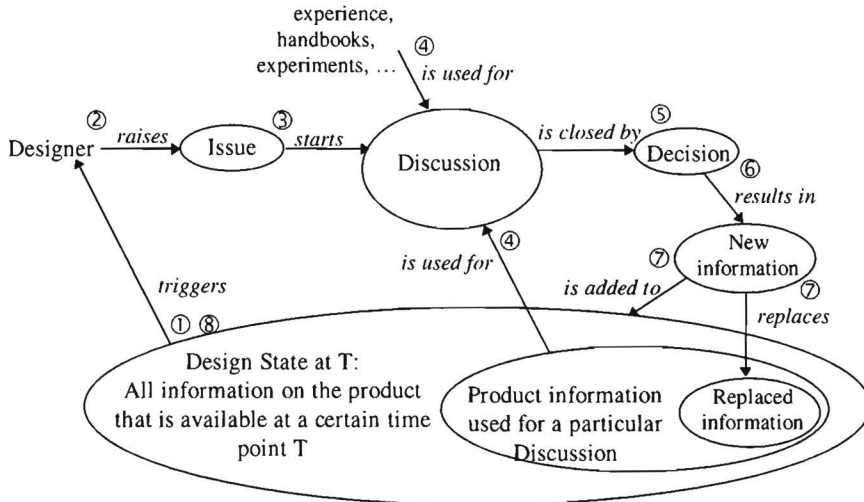 experience,
handbooks,
experiments, ...
④
is used for
②
raises
③
starts
Designer
Issue
Discussion
is closed by
⑤
Decision
⑥
results in
④
is used for
New
information
⑦
is added to
⑦
replaces
triggers
① ⑧
Design State at T:
All information on the product
that is available at a certain time
point T
Product information
used for a particular
Discussion
Replaced
information